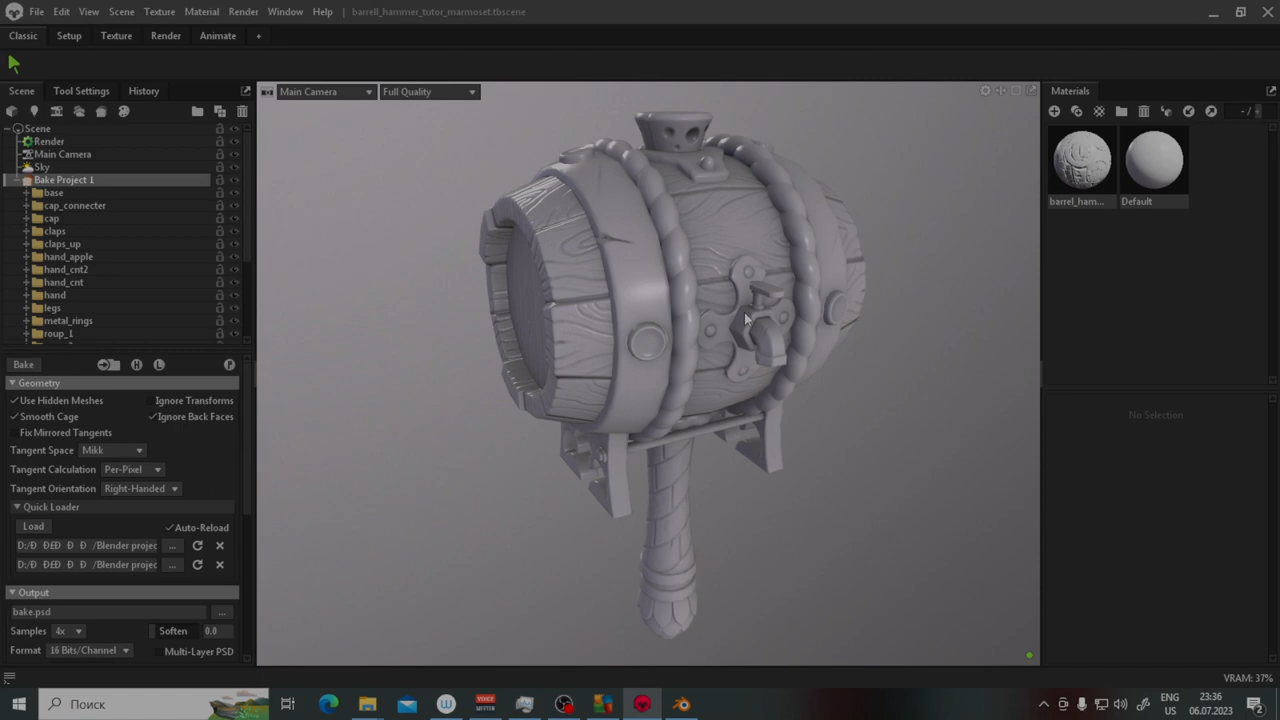 File Edit View Scene Texture Material Render Window Help barrell_hammer_tutor_marmoset.tbscene
Classic Setup Texture Render Animate +
Scene Tool Settings History
Main Camera Full Quality
Materials
- /
Scene
Render
Main Camera
Sky
Bake Project 1
base
cap_connecter
cap
claps
claps_up
hand_apple
hand_cnt2
hand_cnt
hand
legs
metal_rings
roup_1
barrel_ham... Default
Bake H L P
Geometry
Use Hidden Meshes Ignore Transforms
Smooth Cage Ignore Back Faces
Fix Mirrored Tangents
Tangent Space Mikk
Tangent Calculation Per-Pixel
Tangent Orientation Right-Handed
Quick Loader
Load Auto-Reload
/Blender projec ...
/Blender projec ...
Output
bake.psd ...
Samples 4x Soften 0.0
Format 16 Bits/Channel Multi-Layer PSD
No Selection
VRAM: 37%
Поиск
ENG
US
23:36
06.07.2023
2